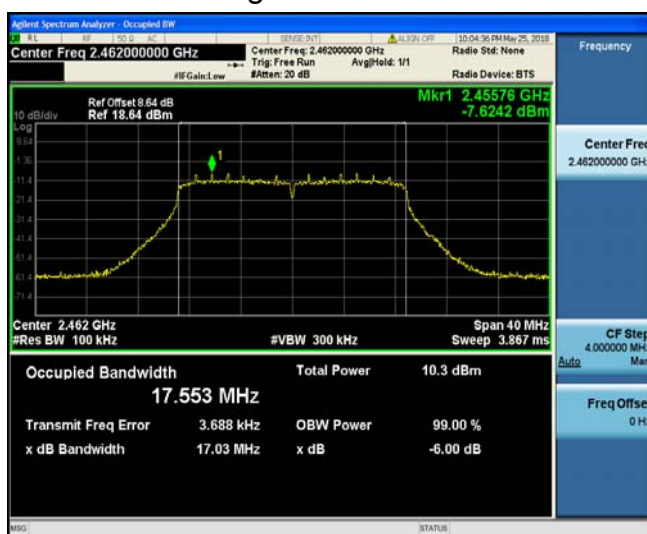 Agilent Spectrum Analyzer - Occupied BW
RL RF 50 Ω AC SENSE:INT ALIGN OFF 10:04:36 PM May 25, 2018
Center Freq 2.462000000 GHz
Center Freq: 2.462000000 GHz
Radio Std: None
Trig: Free Run Avg|Hold: 1/1
#IFGain:Low #Atten: 20 dB Radio Device: BTS
Frequency
Ref Offset 8.64 dB
Mkr1 2.45576 GHz
10 dB/div Ref 18.64 dBm
-7.6242 dBm
Log
8.64
-1.36
-11.4
-21.4
-31.4
-41.4
-51.4
-61.4
-71.4
1
Center Freq
2.462000000 GHz
Center 2.462 GHz
Span 40 MHz
#Res BW 100 kHz #VBW 300 kHz Sweep 3.867 ms
CF Step
4.000000 MHz
Auto Man
Occupied Bandwidth Total Power 10.3 dBm
17.553 MHz
Freq Offset
0 Hz
Transmit Freq Error 3.688 kHz OBW Power 99.00 %
x dB Bandwidth 17.03 MHz x dB -6.00 dB
MSG STATUS